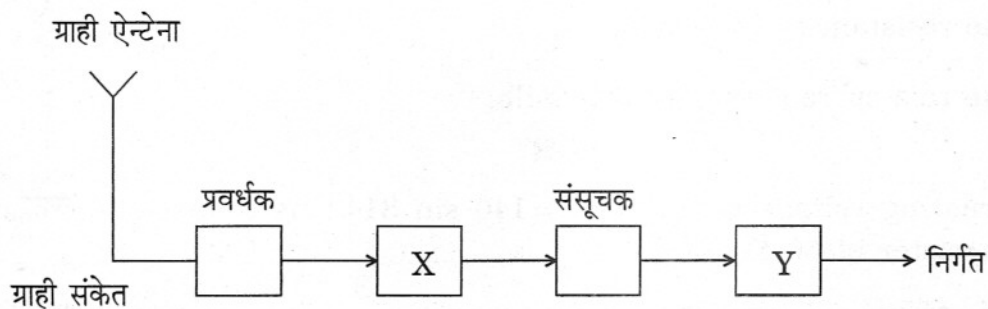 ग्राही ऐन्टेना
प्रवर्धक
संसूचक
X
Y
निर्गत
ग्राही संकेत